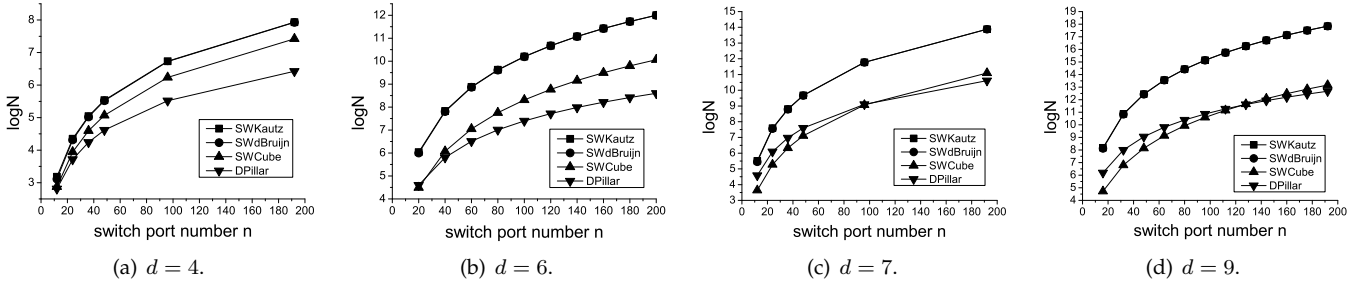 8
7
6
5
4
3
logN
0 20 40 60 80 100 120 140 160 180 200
switch port number n
SWKautz
SWdBruijn
SWCube
DPillar
(a) d = 4.
12
11
10
9
8
7
6
5
4
logN
0 20 40 60 80 100 120 140 160 180 200
switch port number n
SWKautz
SWdBruijn
SWCube
DPillar
(b) d = 6.
15
14
13
12
11
10
9
8
7
6
5
4
3
logN
0 20 40 60 80 100 120 140 160 180 200
switch port number n
SWKautz
SWdBruijn
SWCube
DPillar
(c) d = 7.
19
18
17
16
15
14
13
12
11
10
9
8
7
6
5
4
logN
0 20 40 60 80 100 120 140 160 180 200
switch port number n
SWKautz
SWdBruijn
SWCube
DPillar
(d) d = 9.